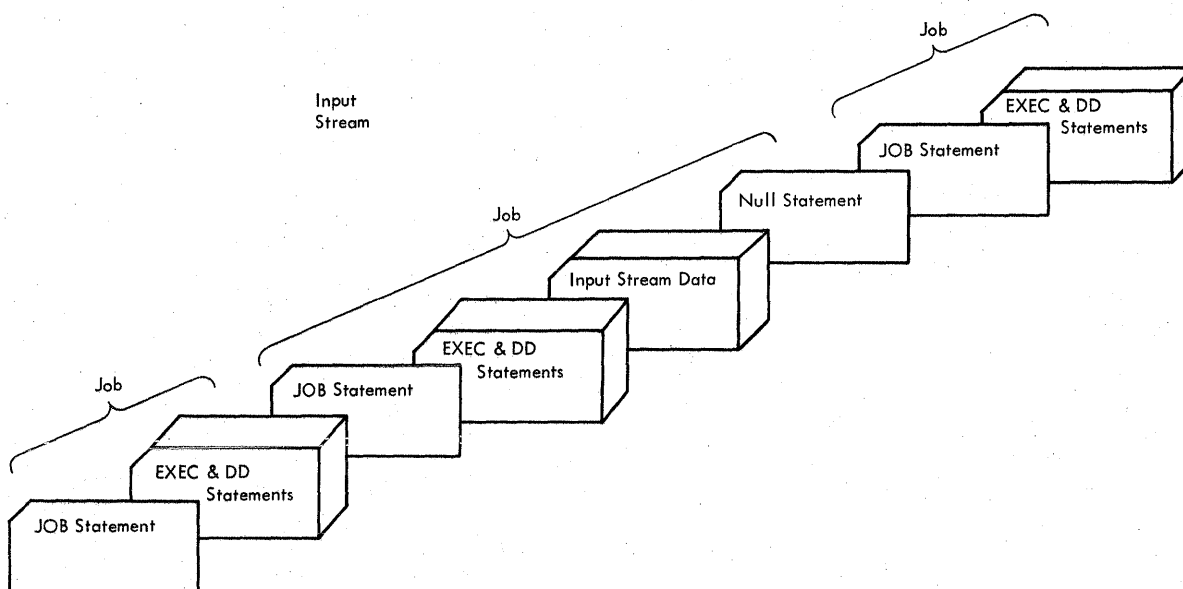 Job
EXEC & DD
Statements
JOB Statement
Input
Stream
Null Statement
Job
Input Stream Data
EXEC & DD
Statements
JOB Statement
Job
EXEC & DD
Statements
JOB Statement